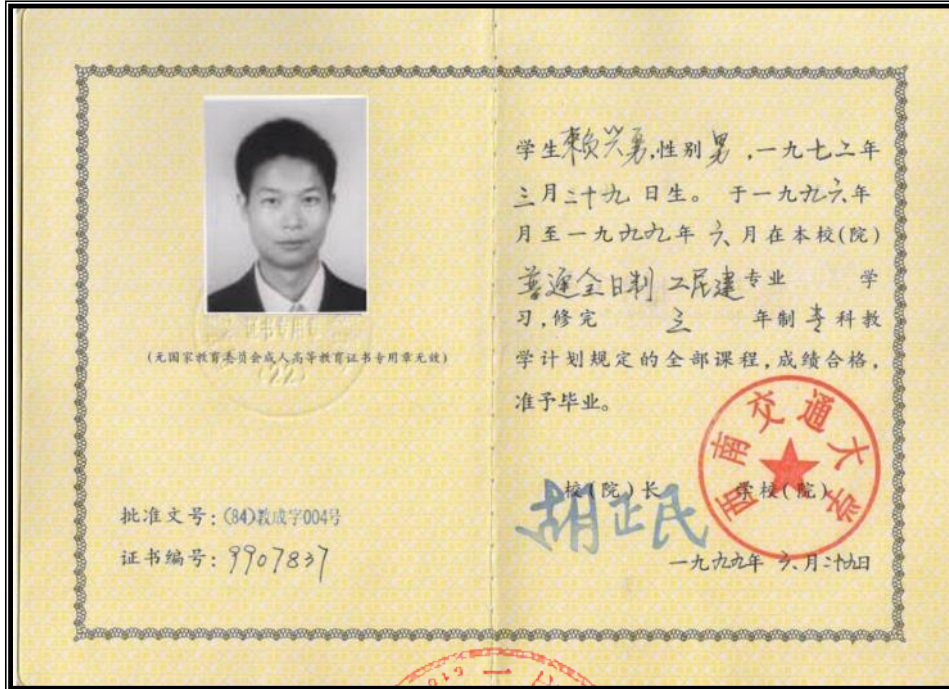 (无国家教育委员会成人高等教育证书专用章无效)
批准文号:(84)教成字004号
证书编号:9907837
学生赖兴勇,性别男,一九七二年
三月二十九日生。 于一九九六年
月至一九九九年 六月在本校(院)
普通全日制 工民建专业 学
习,修完 三 年制专科教
学计划规定的全部课程,成绩合格,
准予毕业。
西南交通大学
校(院)长 学校(院)
胡正民
一九九九年 六月二十九日